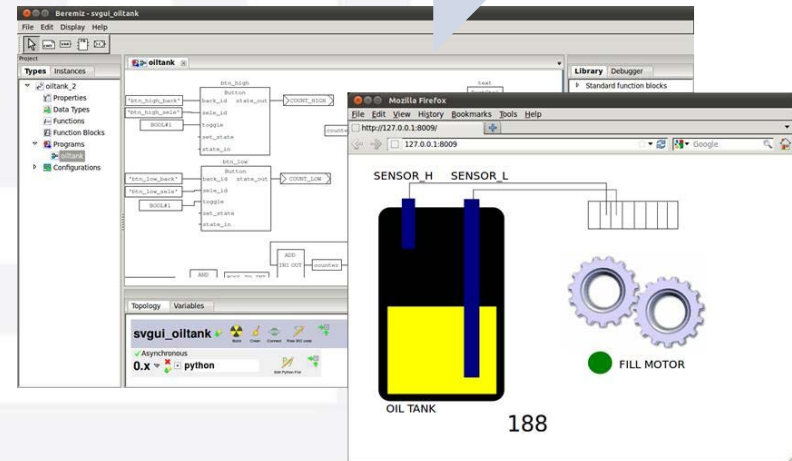 Beremiz - svgui_oiltank
File Edit Display Help
Project
Types Instances
oiltank_2
Properties
Data Types
Functions
Function Blocks
Programs
oiltank
Configurations
oiltank
btn_high
Button
"btn_high_back" back_id state_out COUNT_HIGH
"btn_high_sele" sele_id
BOOL#1 toggle
set_state
state_in
btn_low
Button
"btn_low_back" back_id state_out COUNT_LOW
"btn_low_sele" sele_id
BOOL#1 toggle
set_state
state_in
ADD
IN1 OUT counter
AND
text
Library Debugger
Standard function blocks
Topology Variables
svgui_oiltank
Build Clean Connect
Asynchronous
0.x python
Edit Python File
Mozilla Firefox
File Edit View History Bookmarks Tools Help
http://127.0.0.1:8009/
127.0.0.1:8009
Google
SENSOR_H SENSOR_L
FILL MOTOR
OIL TANK
188